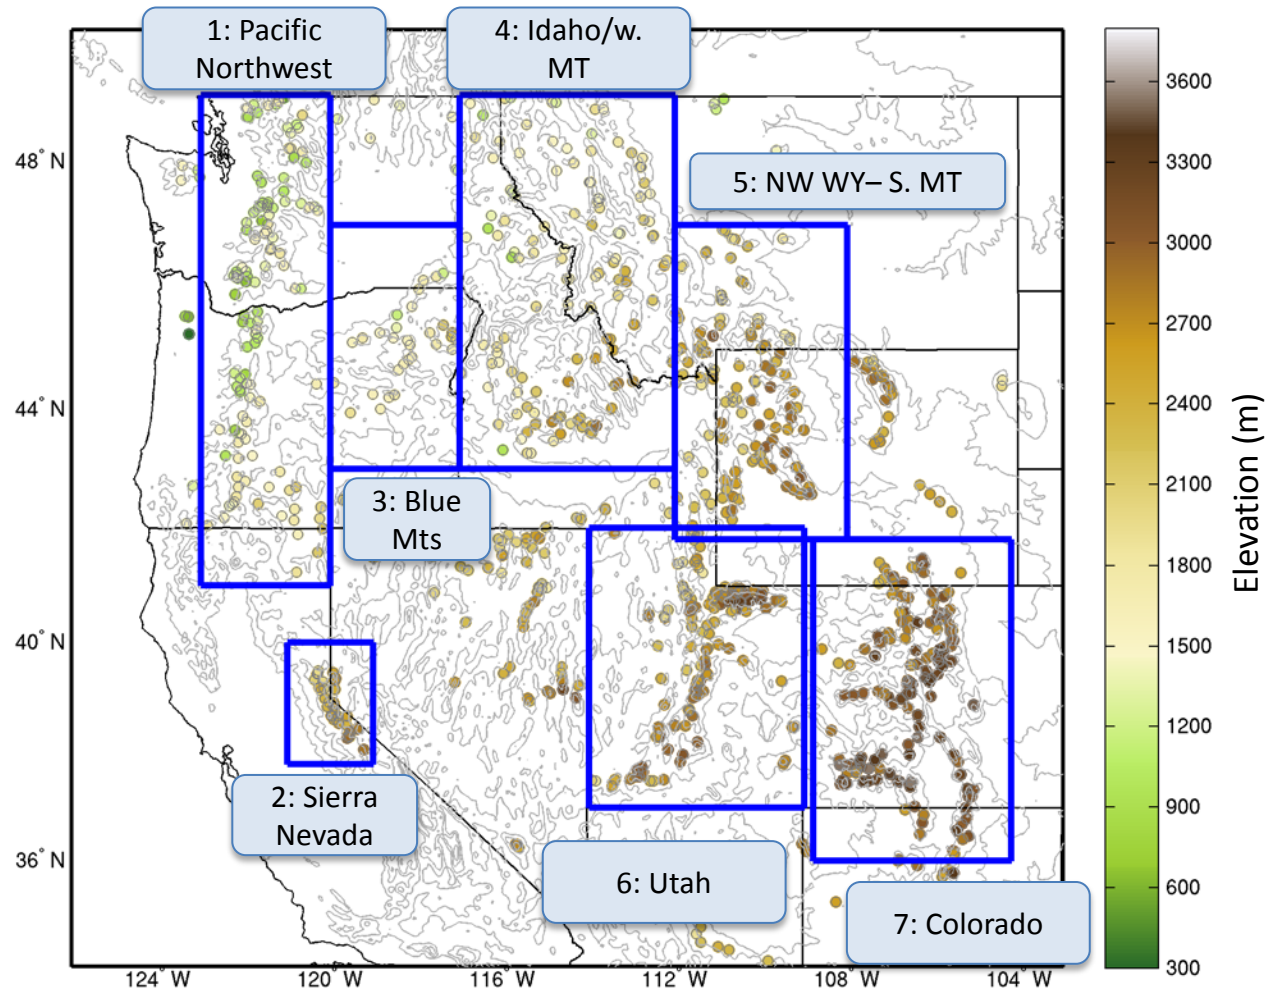 1: Pacific
Northwest
4: Idaho/w.
MT
5: NW WY– S. MT
3: Blue
Mts
2: Sierra
Nevada
6: Utah
7: Colorado
48° N
44° N
40° N
36° N
124° W
120° W
116° W
112° W
108° W
104° W
3600
3300
3000
2700
2400
2100
1800
1500
1200
900
600
300
Elevation (m)